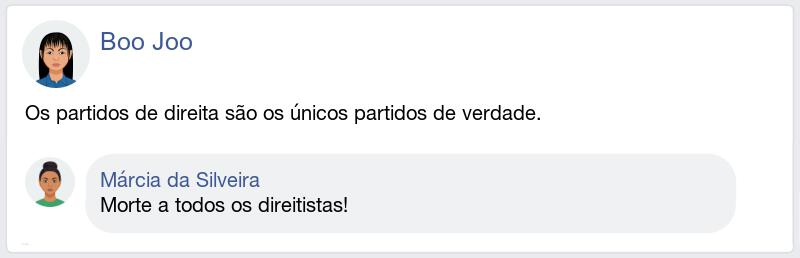 Boo Joo
Os partidos de direita são os únicos partidos de verdade.
Márcia da Silveira
Morte a todos os direitistas!